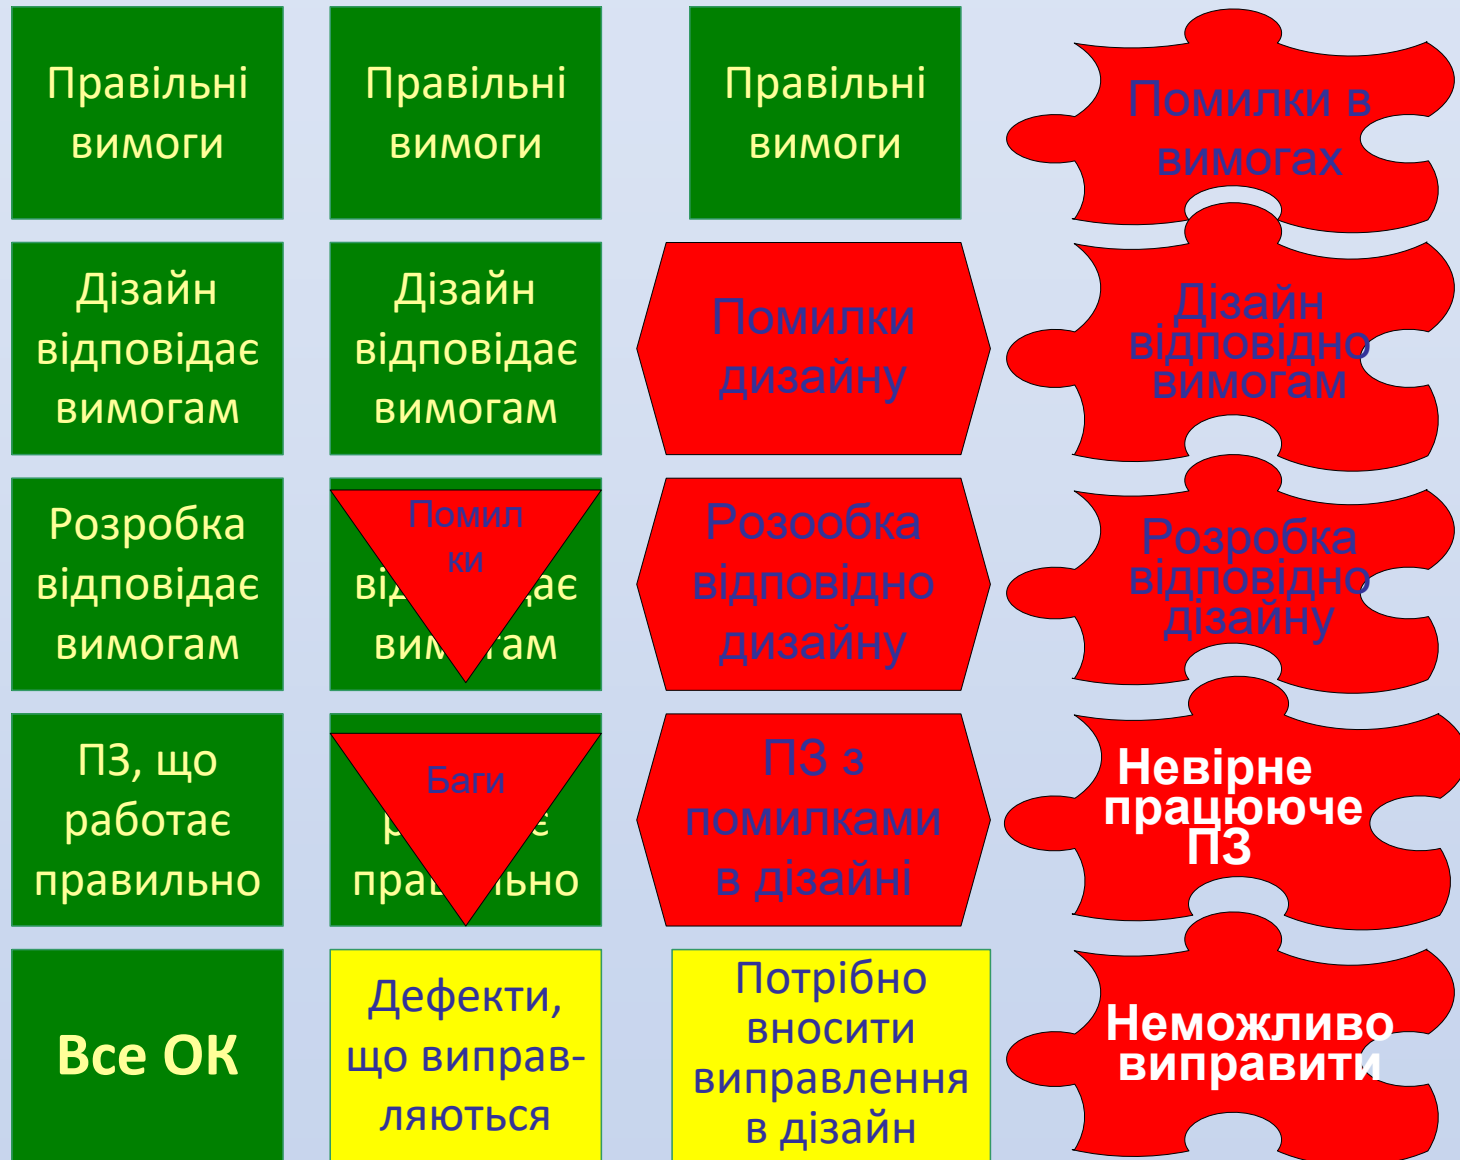 Правільні
вимоги
Правільні
вимоги
Правільні
вимоги
Помилки в
вимогах
Дізайн
відповідає
вимогам
Дізайн
відповідає
вимогам
Помилки
дизайну
Дізайн
відповідно
вимогам
Розробка
відповідає
вимогам
Помил
ки
Розообка
відповідно
дизайну
Розробка
відповідно
дізайну
ПЗ, що
работає
правильно
Баги
ПЗ з
помилками
в дізайні
Невірне
працююче
ПЗ
Все ОК
Дефекти,
що виправ-
ляються
Потрібно
вносити
виправлення
в дізайн
Неможливо
виправити